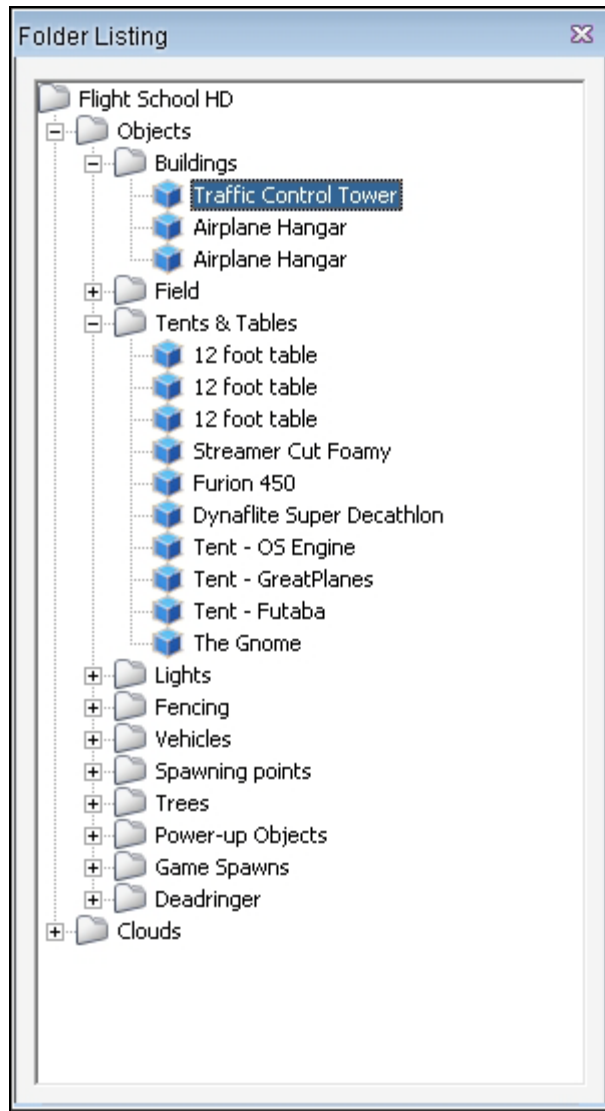 Folder Listing
Flight School HD
Objects
Buildings
Traffic Control Tower
Airplane Hangar
Airplane Hangar
Field
Tents & Tables
12 foot table
12 foot table
12 foot table
Streamer Cut Foamy
Furion 450
Dynaflite Super Decathlon
Tent - OS Engine
Tent - GreatPlanes
Tent - Futaba
The Gnome
Lights
Fencing
Vehicles
Spawning points
Trees
Power-up Objects
Game Spawns
Deadringer
Clouds